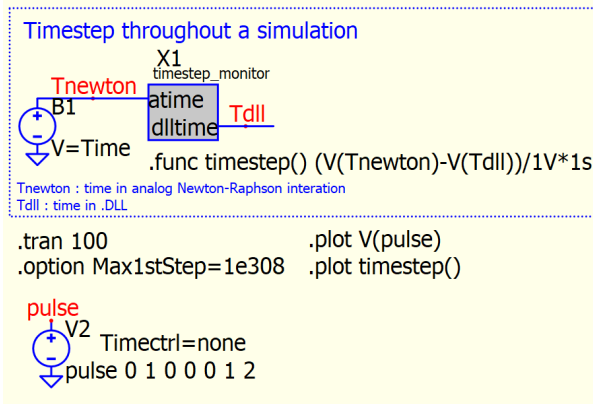 Timestep throughout a simulation
X1
timestep_monitor
Tnewton
atime
Tdll
B1
dlltime
V=Time
.func timestep() (V(Tnewton)-V(Tdll))/1V*1s
Tnewton : time in analog Newton-Raphson interation
Tdll : time in .DLL
.tran 100
.plot V(pulse)
.option Max1stStep=1e308
.plot timestep()
pulse
V2
Timectrl=none
pulse 0 1 0 0 0 1 2